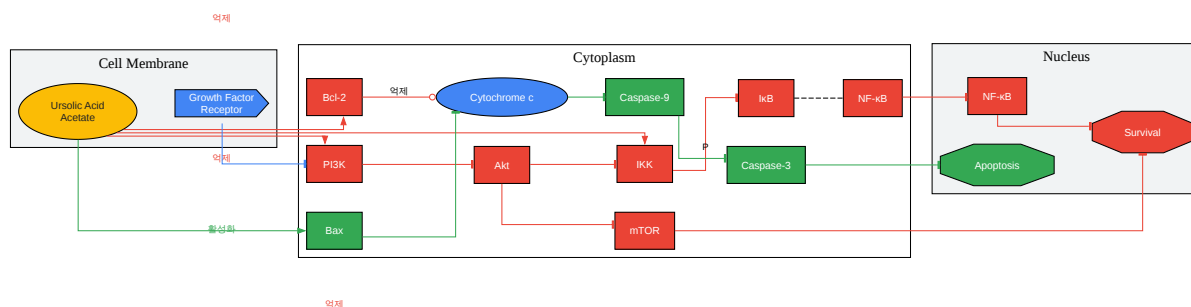 억제
Cell Membrane
Cytoplasm
Nucleus
Ursolic Acid
Acetate
Growth Factor
Receptor
Bcl-2
억제
Cytochrome c
Caspase-9
IκB
NF-κB
NF-κB
Survival
억제
PI3K
Akt
IKK
P
Caspase-3
Apoptosis
활성화
Bax
mTOR
억제